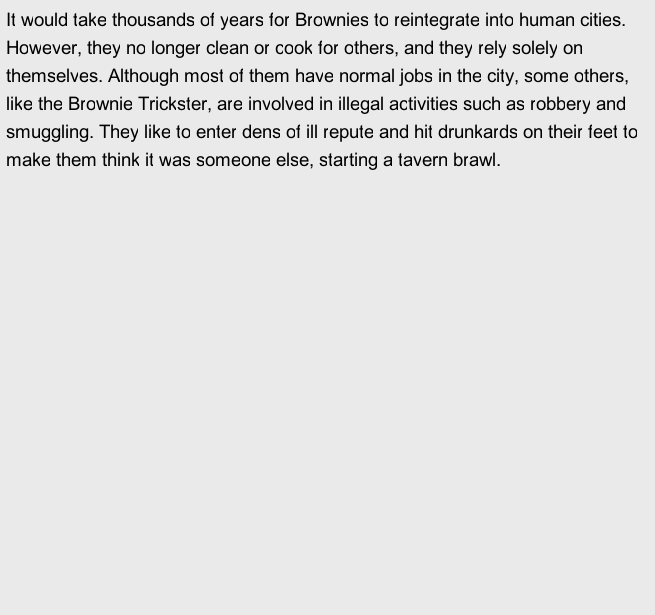 It would take thousands of years for Brownies to reintegrate into human cities.
However, they no longer clean or cook for others, and they rely solely on
themselves. Although most of them have normal jobs in the city, some others,
like the Brownie Trickster, are involved in illegal activities such as robbery and
smuggling. They like to enter dens of ill repute and hit drunkards on their feet to
make them think it was someone else, starting a tavern brawl.